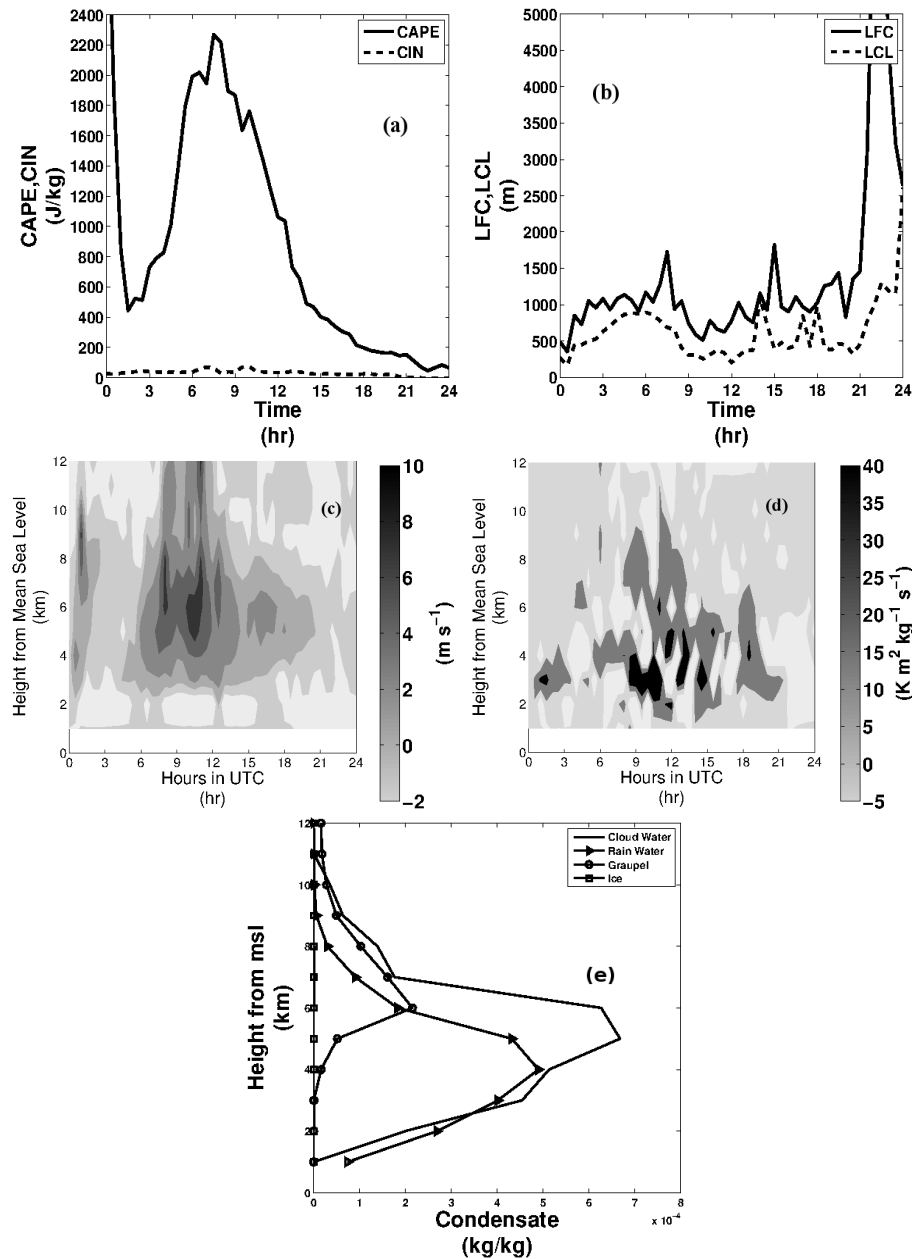 2400
2200
2000
1800
1600
1400
1200
1000
800
600
400
200
0
CAPE,CIN
(J/kg)
CAPE
CIN
(a)
0 3 6 9 12 15 18 21 24
Time
(hr)
5000
4500
4000
3500
3000
2500
2000
1500
1000
500
0
LFC,LCL
(m)
LFC
LCL
(b)
0 3 6 9 12 15 18 21 24
Time
(hr)
12
10
8
6
4
2
0
Height from Mean Sea Level
(km)
(c)
0 3 6 9 12 15 18 21 24
Hours in UTC
(hr)
10
8
6
4
2
0
−2
(m s−1)
12
10
8
6
4
2
0
Height from Mean Sea Level
(km)
(d)
0 3 6 9 12 15 18 21 24
Hours in UTC
(hr)
40
35
30
25
20
15
10
5
0
−5
(K m2 kg−1 s−1)
12
10
8
6
4
2
0
Height from msl
(km)
Cloud Water
Rain Water
Graupel
Ice
(e)
0 1 2 3 4 5 6 7 8
x 10−4
Condensate
(kg/kg)